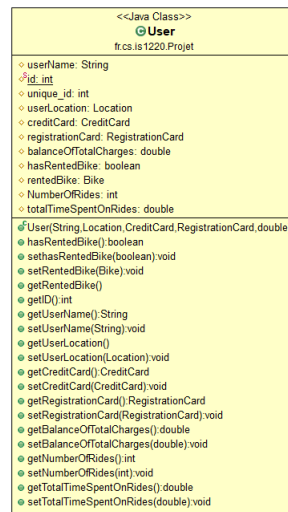 <<Java Class>>
User
fr.cs.is1220.Projet
userName: String
id: int
unique_id: int
userLocation: Location
creditCard: CreditCard
registrationCard: RegistrationCard
balanceOfTotalCharges: double
hasRentedBike: boolean
rentedBike: Bike
NumberOfRides: int
totalTimeSpentOnRides: double
User(String,Location,CreditCard,RegistrationCard,double
hasRentedBike():boolean
sethasRentedBike(boolean):void
setRentedBike(Bike):void
getRentedBike()
getID():int
getUserName():String
setUserName(String):void
getUserLocation()
setUserLocation(Location):void
getCreditCard():CreditCard
setCreditCard(CreditCard):void
getRegistrationCard():RegistrationCard
setRegistrationCard(RegistrationCard):void
getBalanceOfTotalCharges():double
setBalanceOfTotalCharges(double):void
getNumberOfRides():int
setNumberOfRides(int):void
getTotalTimeSpentOnRides():double
setTotalTimeSpentOnRides(double):void